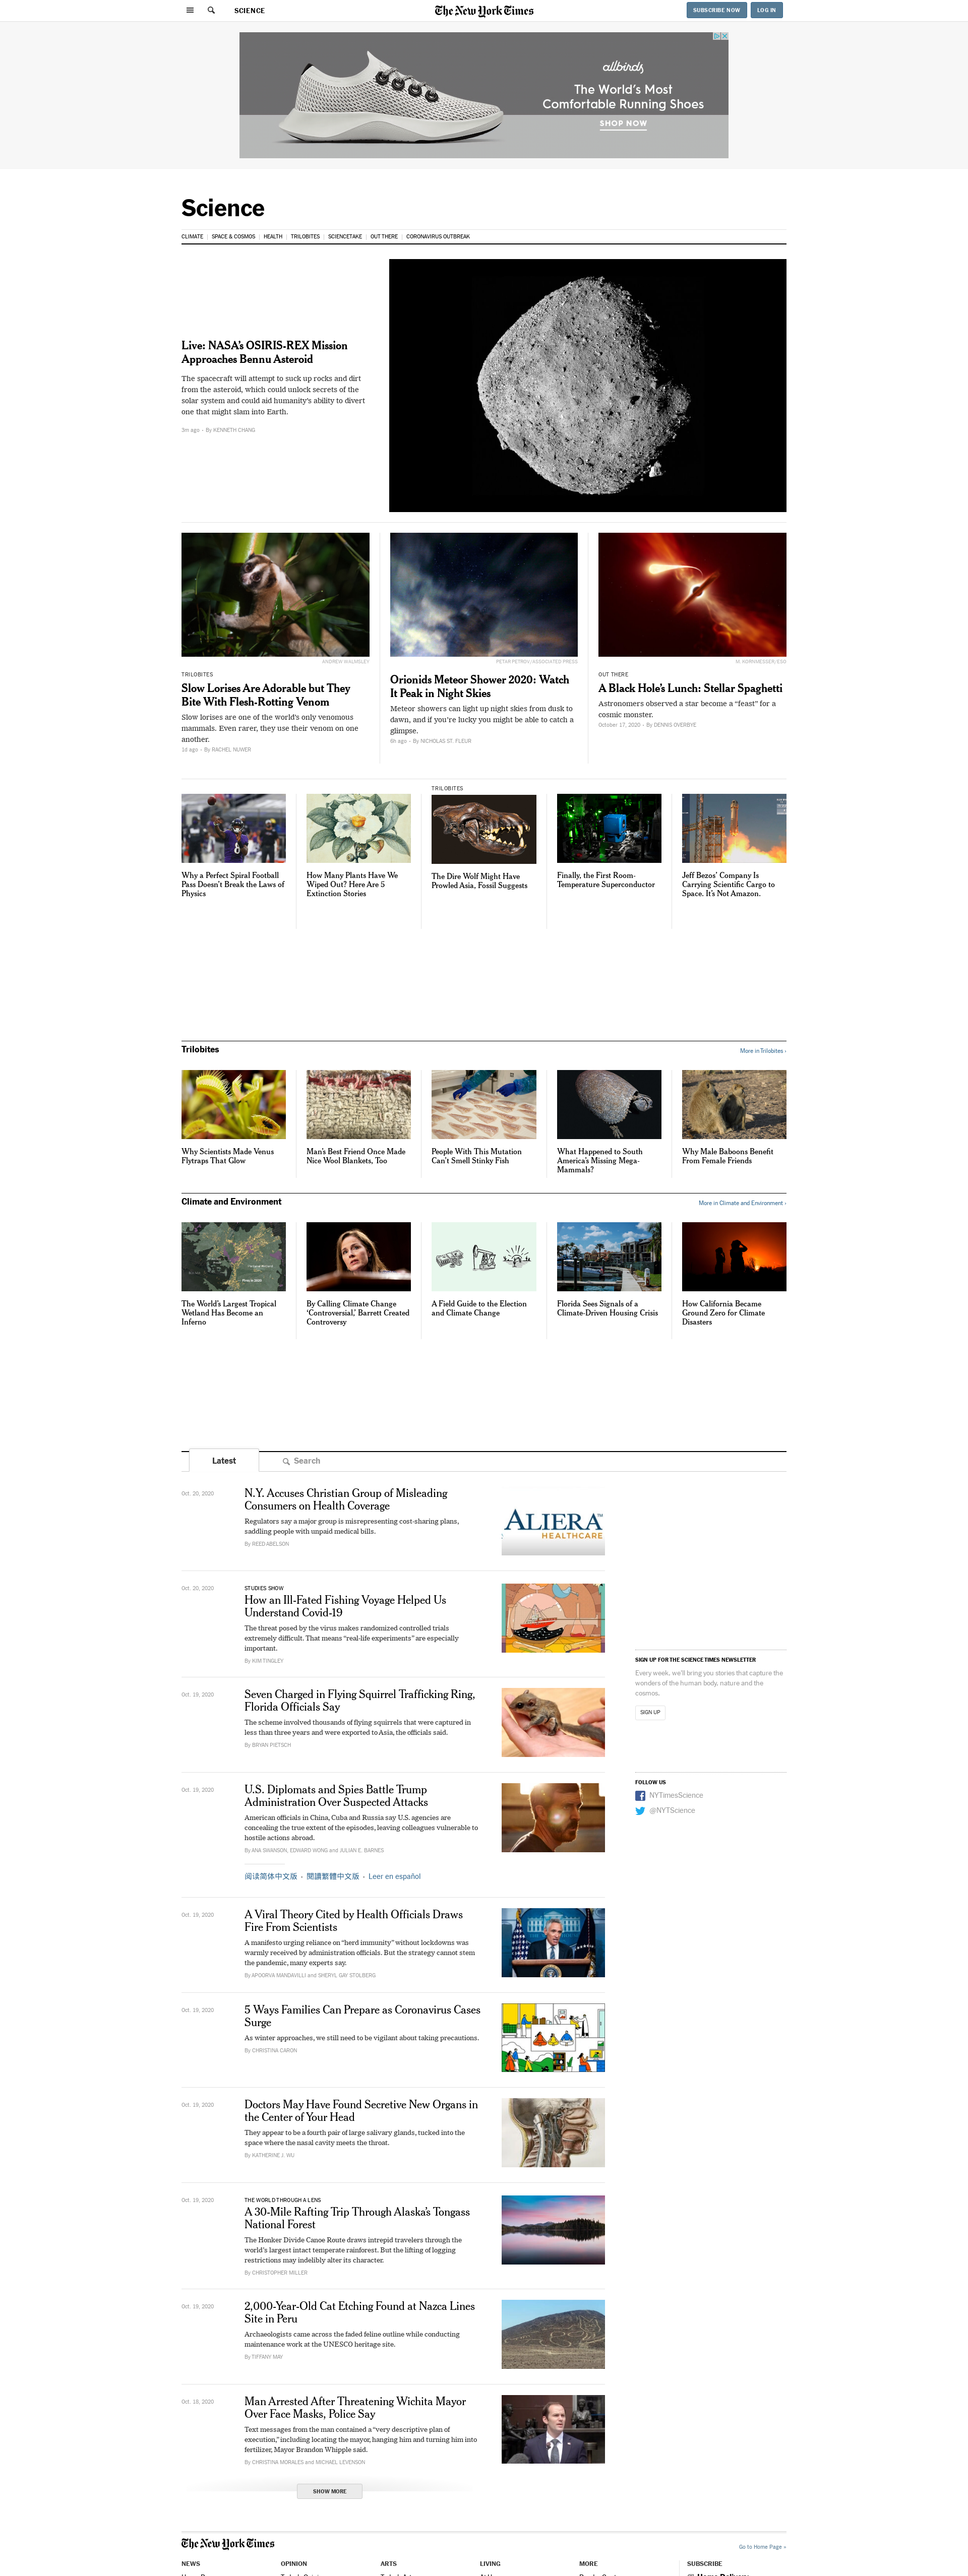 SCIENCE
The New York Times
SUBSCRIBE NOW
LOG IN
allbirds
The World's Most
Comfortable Running Shoes
SHOP NOW
Science
CLIMATE
SPACE & COSMOS
HEALTH
TRILOBITES
SCIENCETAKE
OUT THERE
CORONAVIRUS OUTBREAK
Live: NASA's OSIRIS-REX Mission
Approaches Bennu Asteroid
The spacecraft will attempt to suck up rocks and dirt
from the asteroid, which could unlock secrets of the
solar system and could aid humanity's ability to divert
one that might slam into Earth.
3m ago - By KENNETH CHANG
ANDREW WALMSLEY
TRILOBITES
Slow Lorises Are Adorable but They
Bite With Flesh-Rotting Venom
Slow lorises are one of the world's only venomous
mammals. Even rarer, they use their venom on one
another.
1d ago - By RACHEL NUWER
PETAR PETROV/ASSOCIATED PRESS
Orionids Meteor Shower 2020: Watch
It Peak in Night Skies
Meteor showers can light up night skies from dusk to
dawn, and if you're lucky you might be able to catch a
glimpse.
6h ago - By NICHOLAS ST. FLEUR
M. KORNMESSER/ESO
OUT THERE
A Black Hole's Lunch: Stellar Spaghetti
Astronomers observed a star become a “feast” for a
cosmic monster.
October 17, 2020 - By DENNIS OVERBYE
Why a Perfect Spiral Football
Pass Doesn't Break the Laws of
Physics
How Many Plants Have We
Wiped Out? Here Are 5
Extinction Stories
TRILOBITES
The Dire Wolf Might Have
Prowled Asia, Fossil Suggests
Finally, the First Room-
Temperature Superconductor
Jeff Bezos' Company Is
Carrying Scientific Cargo to
Space. It's Not Amazon.
Trilobites
More in Trilobites ›
Why Scientists Made Venus
Flytraps That Glow
Man's Best Friend Once Made
Nice Wool Blankets, Too
People With This Mutation
Can't Smell Stinky Fish
What Happened to South
America's Missing Mega-
Mammals?
Why Male Baboons Benefit
From Female Friends
Climate and Environment
More in Climate and Environment ›
The World's Largest Tropical
Wetland Has Become an
Inferno
By Calling Climate Change
‘Controversial,’ Barrett Created
Controversy
A Field Guide to the Election
and Climate Change
Florida Sees Signals of a
Climate-Driven Housing Crisis
How California Became
Ground Zero for Climate
Disasters
Latest
Search
Oct. 20, 2020
N.Y. Accuses Christian Group of Misleading
Consumers on Health Coverage
Regulators say a major group is misrepresenting cost-sharing plans,
saddling people with unpaid medical bills.
By REED ABELSON
ALIERA™
HEALTHCARE
Oct. 20, 2020
STUDIES SHOW
How an Ill-Fated Fishing Voyage Helped Us
Understand Covid-19
The threat posed by the virus makes randomized controlled trials
extremely difficult. That means “real-life experiments” are especially
important.
By KIM TINGLEY
SIGN UP FOR THE SCIENCE TIMES NEWSLETTER
Every week, we'll bring you stories that capture the
wonders of the human body, nature and the
cosmos.
SIGN UP
Oct. 19, 2020
Seven Charged in Flying Squirrel Trafficking Ring,
Florida Officials Say
The scheme involved thousands of flying squirrels that were captured in
less than three years and were exported to Asia, the officials said.
By BRYAN PIETSCH
FOLLOW US
NYTimesScience
@NYTScience
Oct. 19, 2020
U.S. Diplomats and Spies Battle Trump
Administration Over Suspected Attacks
American officials in China, Cuba and Russia say U.S. agencies are
concealing the true extent of the episodes, leaving colleagues vulnerable to
hostile actions abroad.
By ANA SWANSON, EDWARD WONG and JULIAN E. BARNES
阅读简体中文版 • 閱讀繁體中文版 • Leer en español
Oct. 19, 2020
A Viral Theory Cited by Health Officials Draws
Fire From Scientists
A manifesto urging reliance on “herd immunity” without lockdowns was
warmly received by administration officials. But the strategy cannot stem
the pandemic, many experts say.
By APOORVA MANDAVILLI and SHERYL GAY STOLBERG
Oct. 19, 2020
5 Ways Families Can Prepare as Coronavirus Cases
Surge
As winter approaches, we still need to be vigilant about taking precautions.
By CHRISTINA CARON
Oct. 19, 2020
Doctors May Have Found Secretive New Organs in
the Center of Your Head
They appear to be a fourth pair of large salivary glands, tucked into the
space where the nasal cavity meets the throat.
By KATHERINE J. WU
Oct. 19, 2020
THE WORLD THROUGH A LENS
A 30-Mile Rafting Trip Through Alaska's Tongass
National Forest
The Honker Divide Canoe Route draws intrepid travelers through the
world's largest intact temperate rainforest. But the lifting of logging
restrictions may indelibly alter its character.
By CHRISTOPHER MILLER
Oct. 19, 2020
2,000-Year-Old Cat Etching Found at Nazca Lines
Site in Peru
Archaeologists came across the faded feline outline while conducting
maintenance work at the UNESCO heritage site.
By TIFFANY MAY
Oct. 18, 2020
Man Arrested After Threatening Wichita Mayor
Over Face Masks, Police Say
Text messages from the man contained a “very descriptive plan of
execution,” including locating the mayor, hanging him and turning him into
fertilizer, Mayor Brandon Whipple said.
By CHRISTINA MORALES and MICHAEL LEVENSON
SHOW MORE
The New York Times
Go to Home Page »
NEWS
OPINION
ARTS
LIVING
MORE
SUBSCRIBE